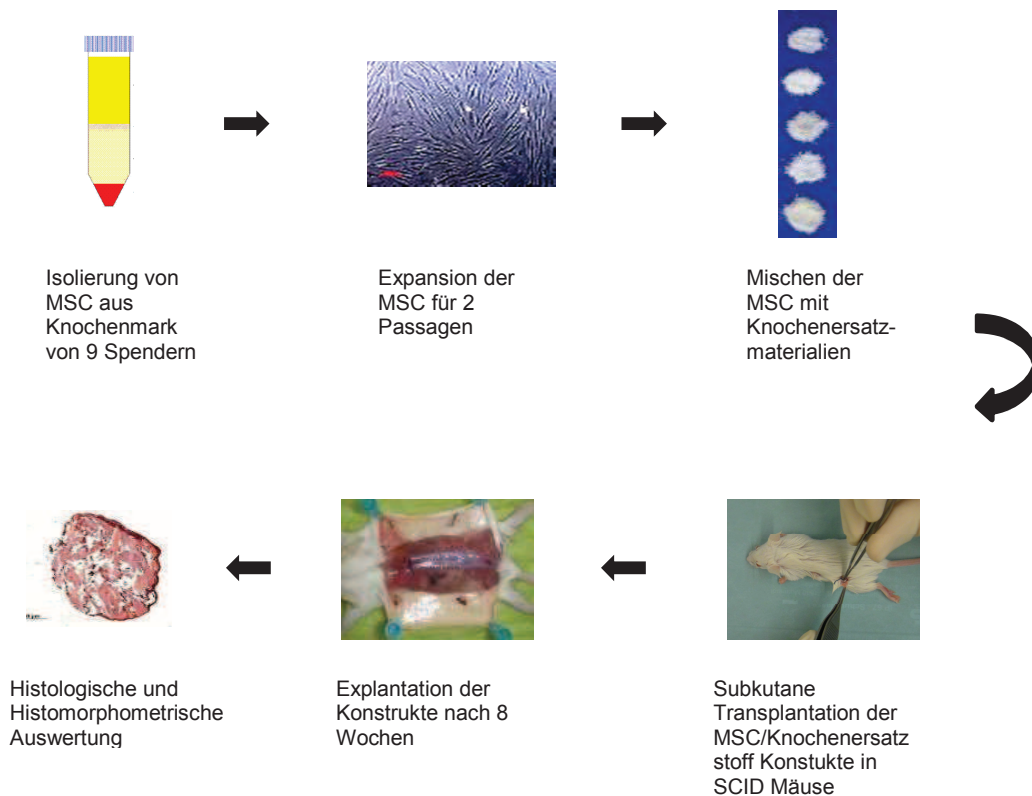 Isolierung von
MSC aus
Knochenmark
von 9 Spendern
Expansion der
MSC für 2
Passagen
Mischen der
MSC mit
Knochenersatz-
materialien
Subkutane
Transplantation der
MSC/Knochenersatz
stoff Konstukte in
SCID Mäuse
Explantation der
Konstrukte nach 8
Wochen
Histologische und
Histomorphometrische
Auswertung